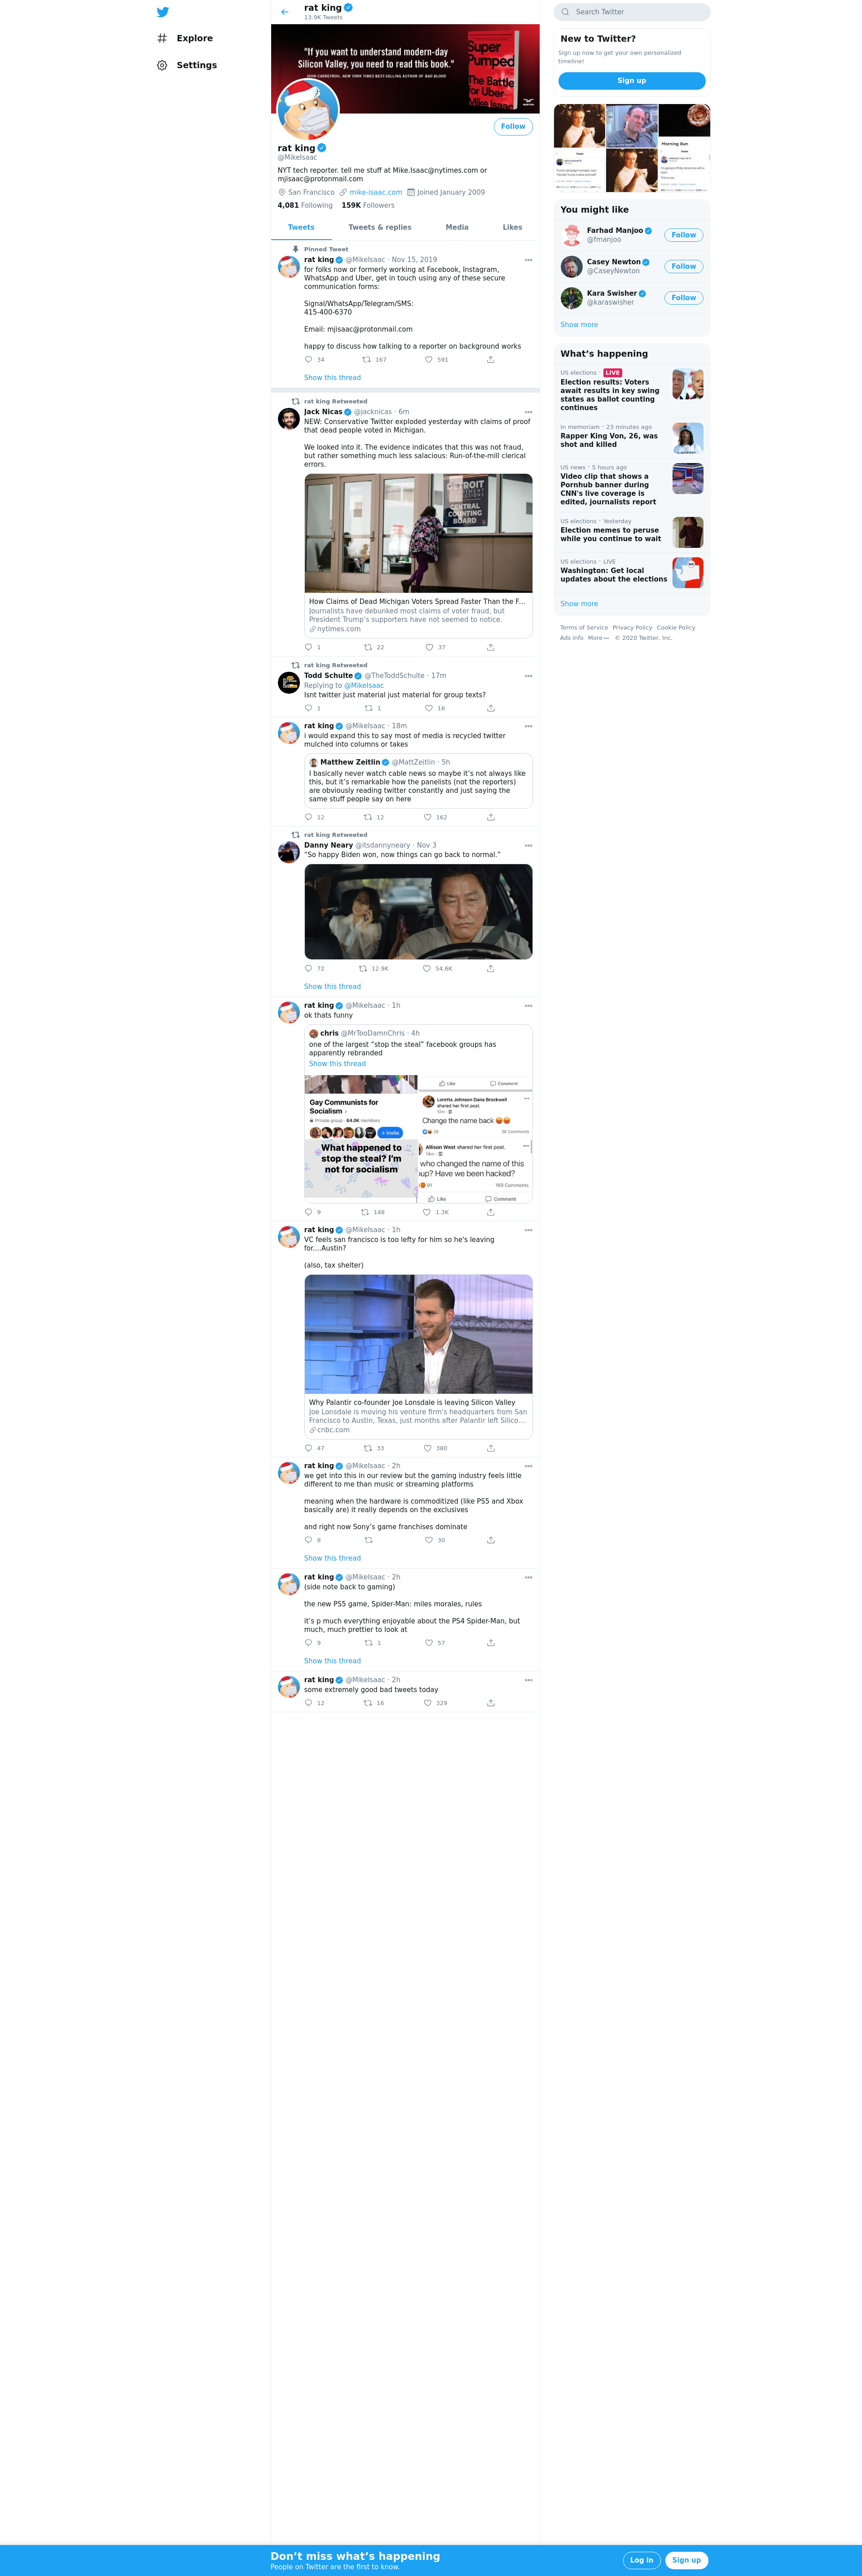 Explore
Settings
rat king
13.9K Tweets
"If you want to understand modern-day
Silicon Valley, you need to read this book."
JOHN CARREYROU, NEW YORK TIMES BEST-SELLING AUTHOR OF BAD BLOOD
Super
Pumped
The Battle
for Uber
Mike Isaac
Follow
rat king
@MikeIsaac
NYT tech reporter. tell me stuff at Mike.Isaac@nytimes.com or
mjisaac@protonmail.com
San Francisco mike-isaac.com Joined January 2009
4,081 Following 159K Followers
Tweets Tweets & replies Media Likes
Pinned Tweet
rat king @MikeIsaac · Nov 15, 2019
for folks now or formerly working at Facebook, Instagram,
WhatsApp and Uber, get in touch using any of these secure
communication forms:
Signal/WhatsApp/Telegram/SMS:
415-400-6370
Email: mjisaac@protonmail.com
happy to discuss how talking to a reporter on background works
34 167 591
Show this thread
rat king Retweeted
Jack Nicas @jacknicas · 6m
NEW: Conservative Twitter exploded yesterday with claims of proof
that dead people voted in Michigan.
We looked into it. The evidence indicates that this was not fraud,
but rather something much less salacious: Run-of-the-mill clerical
errors.
DETROIT
CENTRAL
COUNTING
BOARD
How Claims of Dead Michigan Voters Spread Faster Than the F...
Journalists have debunked most claims of voter fraud, but
President Trump's supporters have not seemed to notice.
nytimes.com
1 22 37
rat king Retweeted
Todd Schulte @TheToddSchulte · 17m
Replying to @MikeIsaac
Isnt twitter just material just material for group texts?
1 1 16
rat king @MikeIsaac · 18m
i would expand this to say most of media is recycled twitter
mulched into columns or takes
Matthew Zeitlin @MattZeitlin · 5h
I basically never watch cable news so maybe it's not always like
this, but it's remarkable how the panelists (not the reporters)
are obviously reading twitter constantly and just saying the
same stuff people say on here
12 12 162
rat king Retweeted
Danny Neary @itsdannyneary · Nov 3
"So happy Biden won, now things can go back to normal."
72 12.9K 54.6K
Show this thread
rat king @MikeIsaac · 1h
ok thats funny
chris @MrTooDamnChris · 4h
one of the largest "stop the steal" facebook groups has
apparently rebranded
Show this thread
Gay Communists for
Socialism ›
Private group · 64.0K members
+ Invite
What happened to
stop the steal? I'm
not for socialism
Like Comment
Loretta Johnson Dana Brockwell
shared her first post.
Change the name back
28 26 Comments
Allison West shared her first post.
who changed the name of this
up? Have we been hacked?
91 169 Comments
Like Comment
9 148 1.3K
rat king @MikeIsaac · 1h
VC feels san francisco is too lefty for him so he's leaving
for....Austin?
(also, tax shelter)
Why Palantir co-founder Joe Lonsdale is leaving Silicon Valley
Joe Lonsdale is moving his venture firm's headquarters from San
Francisco to Austin, Texas, just months after Palantir left Silico...
cnbc.com
47 33 380
rat king @MikeIsaac · 2h
we get into this in our review but the gaming industry feels little
different to me than music or streaming platforms
meaning when the hardware is commoditized (like PS5 and Xbox
basically are) it really depends on the exclusives
and right now Sony's game franchises dominate
8 30
Show this thread
rat king @MikeIsaac · 2h
(side note back to gaming)
the new PS5 game, Spider-Man: miles morales, rules
it's p much everything enjoyable about the PS4 Spider-Man, but
much, much prettier to look at
9 1 57
Show this thread
rat king @MikeIsaac · 2h
some extremely good bad tweets today
12 16 329
Search Twitter
New to Twitter?
Sign up now to get your own personalized
timeline!
Sign up
Morning Bun
You might like
Farhad Manjoo
@fmanjoo
Follow
Casey Newton
@CaseyNewton
Follow
Kara Swisher
@karaswisher
Follow
Show more
What's happening
US elections · LIVE
Election results: Voters
await results in key swing
states as ballot counting
continues
In memoriam · 23 minutes ago
Rapper King Von, 26, was
shot and killed
US news · 5 hours ago
Video clip that shows a
Pornhub banner during
CNN's live coverage is
edited, journalists report
US elections · Yesterday
Election memes to peruse
while you continue to wait
US elections · LIVE
Washington: Get local
updates about the elections
Show more
Terms of Service Privacy Policy Cookie Policy
Ads info More © 2020 Twitter, Inc.
Don't miss what's happening
People on Twitter are the first to know.
Log in Sign up